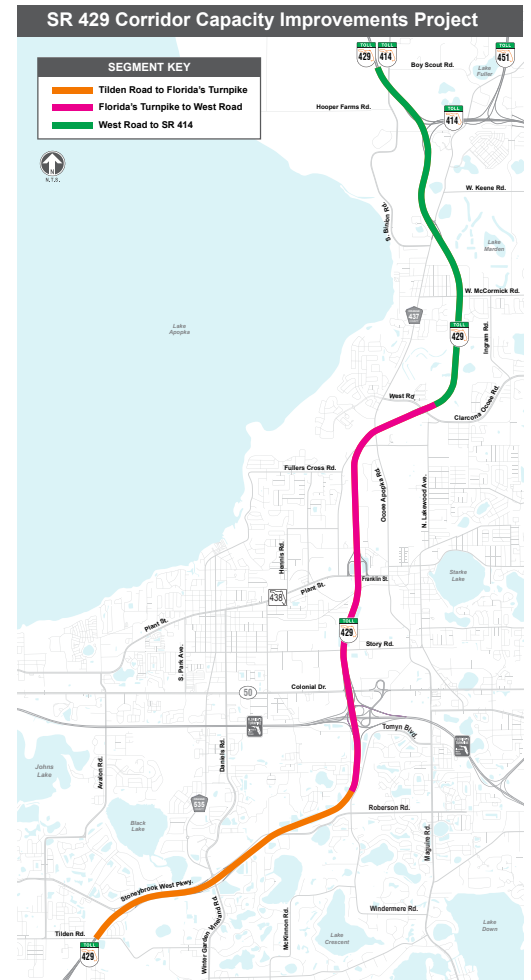 SR 429 Corridor Capacity Improvements Project
SEGMENT KEY
Tilden Road to Florida's Turnpike
Florida's Turnpike to West Road
West Road to SR 414
N
N.T.S.
TOLL
429
TOLL
414
TOLL
451
Boy Scout Rd.
Lake
Fuller
Hooper Farms Rd.
TOLL
414
W. Keene Rd.
S. Binion Rd.
Lake
Marden
W. McCormick Rd.
437
Lake
Apopka
TOLL
429
Ingram Rd.
West Rd
Clarcona Ocoee Rd.
Fullers Cross Rd.
Ocoee Apopka Rd
N. Lakewood Ave.
Hennis Rd.
Starke
Lake
Franklin St.
Plant St.
438
Plant St.
TOLL
429
Story Rd.
S. Park Ave.
Colonial Dr.
50
Tomyn Blvd.
Daniels Rd.
Avalon Rd.
Johns
Lake
535
Roberson Rd.
Black
Lake
Maguire Rd.
Stoneybrook West Pkwy.
Windermere Rd.
Winter Garden Vineland Rd
McKinnon Rd.
Lake
Crescent
Lake
Down
Tilden Rd.
TOLL
429